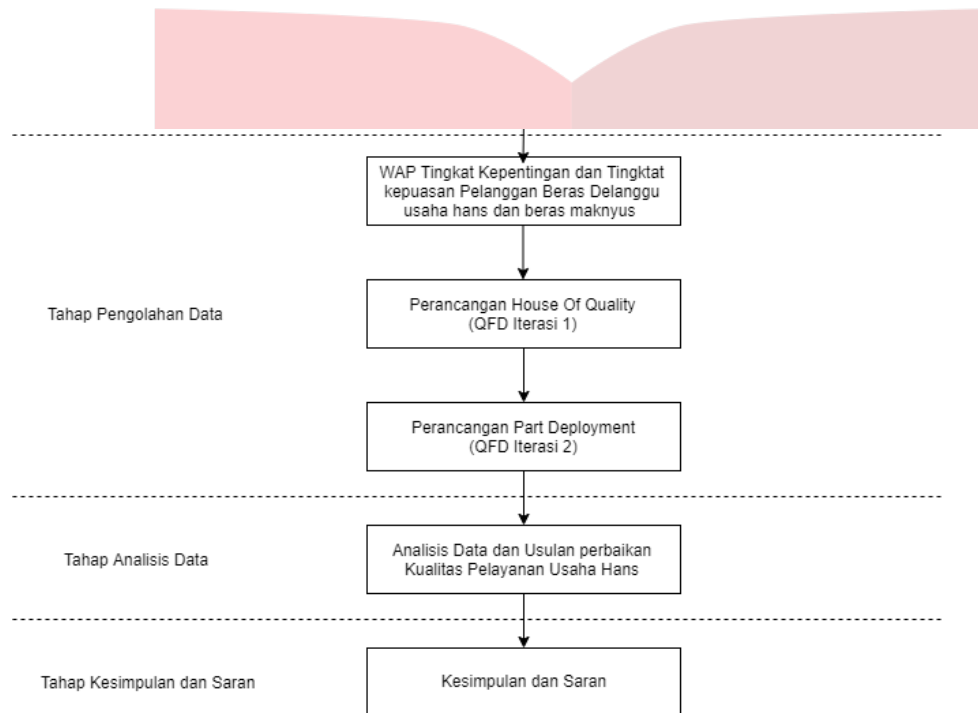 WAP Tingkat Kepentingan dan Tingktat
kepuasan Pelanggan Beras Delanggu
usaha hans dan beras maknyus
Tahap Pengolahan Data
Perancangan House Of Quality
(QFD Iterasi 1)
Perancangan Part Deployment
(QFD Iterasi 2)
Tahap Analisis Data
Analisis Data dan Usulan perbaikan
Kualitas Pelayanan Usaha Hans
Tahap Kesimpulan dan Saran
Kesimpulan dan Saran